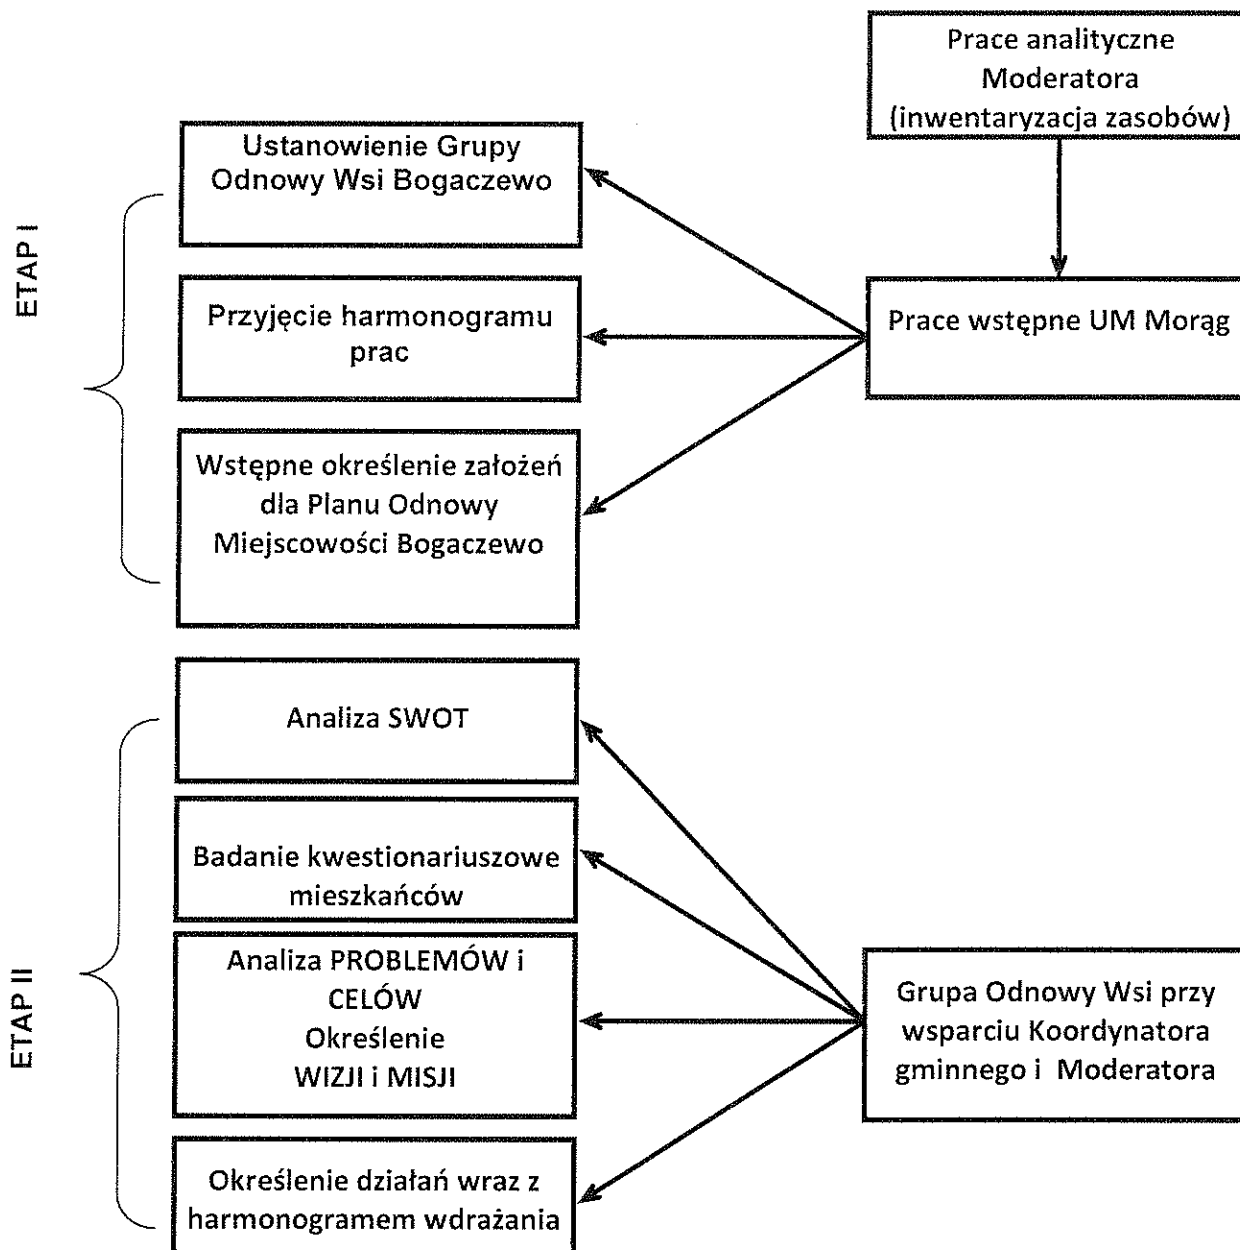 Prace analityczne
Moderatora
(inwentaryzacja zasobów)
ETAP I
Ustanowienie Grupy
Odnowy Wsi Bogaczewo
Przyjęcie harmonogramu
prac
Prace wstępne UM Morąg
Wstępne określenie założeń
dla Planu Odnowy
Miejscowości Bogaczewo
ETAP II
Analiza SWOT
Badanie kwestionariuszowe
mieszkańców
Analiza PROBLEMÓW i
CELÓW
Określenie
WIZJI i MISJI
Grupa Odnowy Wsi przy
wsparciu Koordynatora
gminnego i Moderatora
Określenie działań wraz z
harmonogramem wdrażania